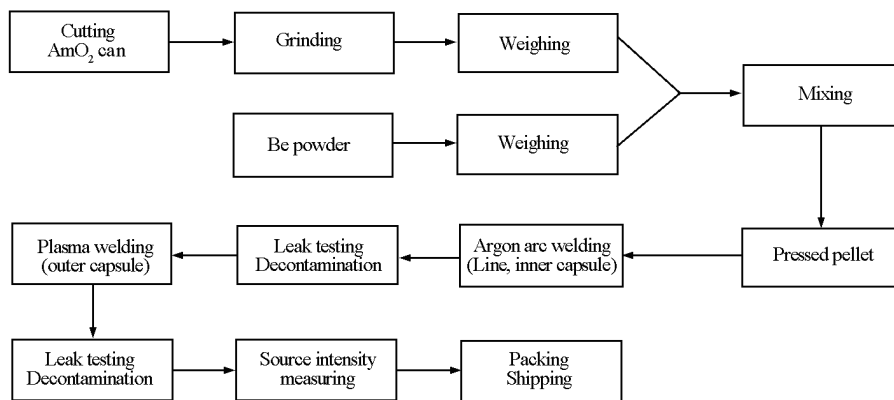 Cutting
AmO₂ can
Grinding
Weighing
Mixing
Be powder
Weighing
Plasma welding
(outer capsule)
Leak testing
Decontamination
Argon arc welding
(Line, inner capsule)
Pressed pellet
Leak testing
Decontamination
Source intensity
measuring
Packing
Shipping